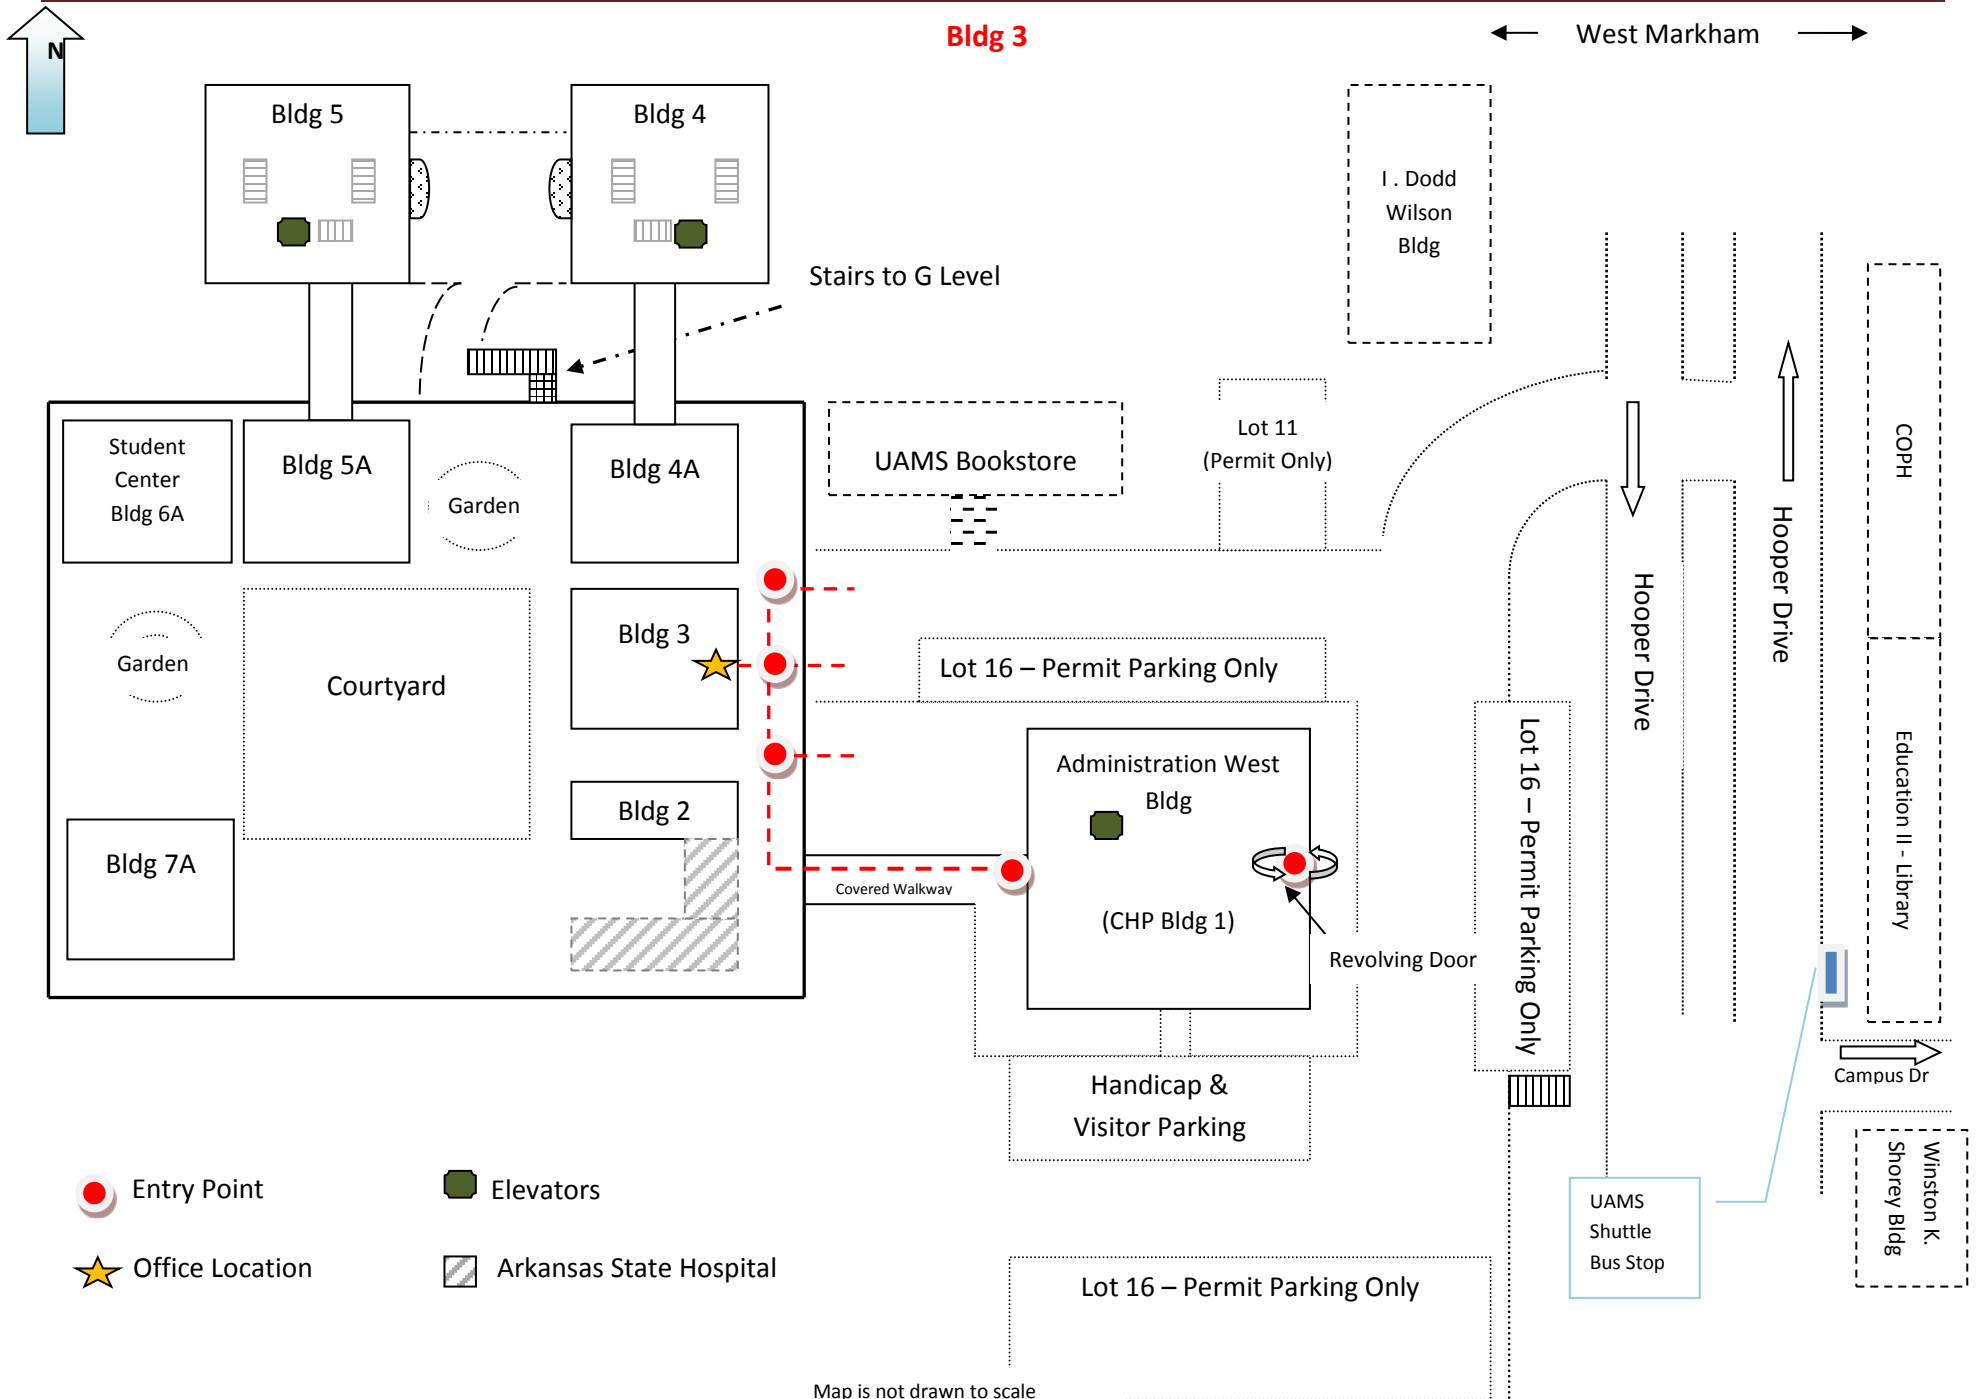 N
Bldg 3
West Markham
Bldg 5
Bldg 4
I . Dodd
Wilson
Bldg
Stairs to G Level
Student
Center
Bldg 6A
Bldg 5A
Garden
Bldg 4A
UAMS Bookstore
Lot 11
(Permit Only)
COPH
Hooper Drive
Hooper Drive
Garden
Courtyard
Bldg 3
Lot 16 – Permit Parking Only
Lot 16 – Permit Parking Only
Education II - Library
Administration West
Bldg
(CHP Bldg 1)
Bldg 2
Bldg 7A
Covered Walkway
Revolving Door
Handicap &
Visitor Parking
Campus Dr
Winston K.
Shorey Bldg
UAMS
Shuttle
Bus Stop
Entry Point
Elevators
Office Location
Arkansas State Hospital
Lot 16 – Permit Parking Only
Map is not drawn to scale